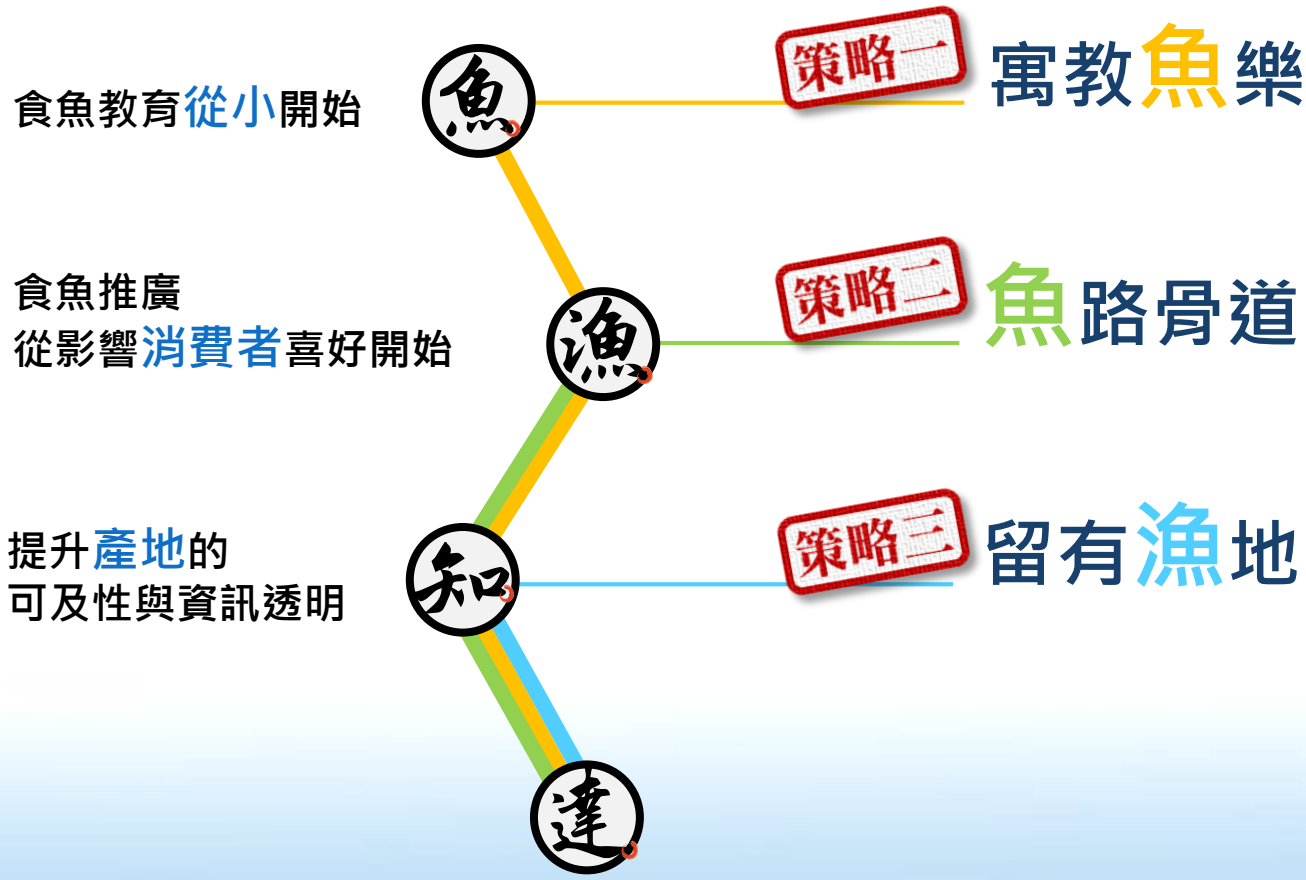 食魚教育從小開始
魚
策略一
寓教魚樂
食魚推廣
從影響消費者喜好開始
漁
策略二
魚路骨道
提升產地的
可及性與資訊透明
知
策略三
留有漁地
達